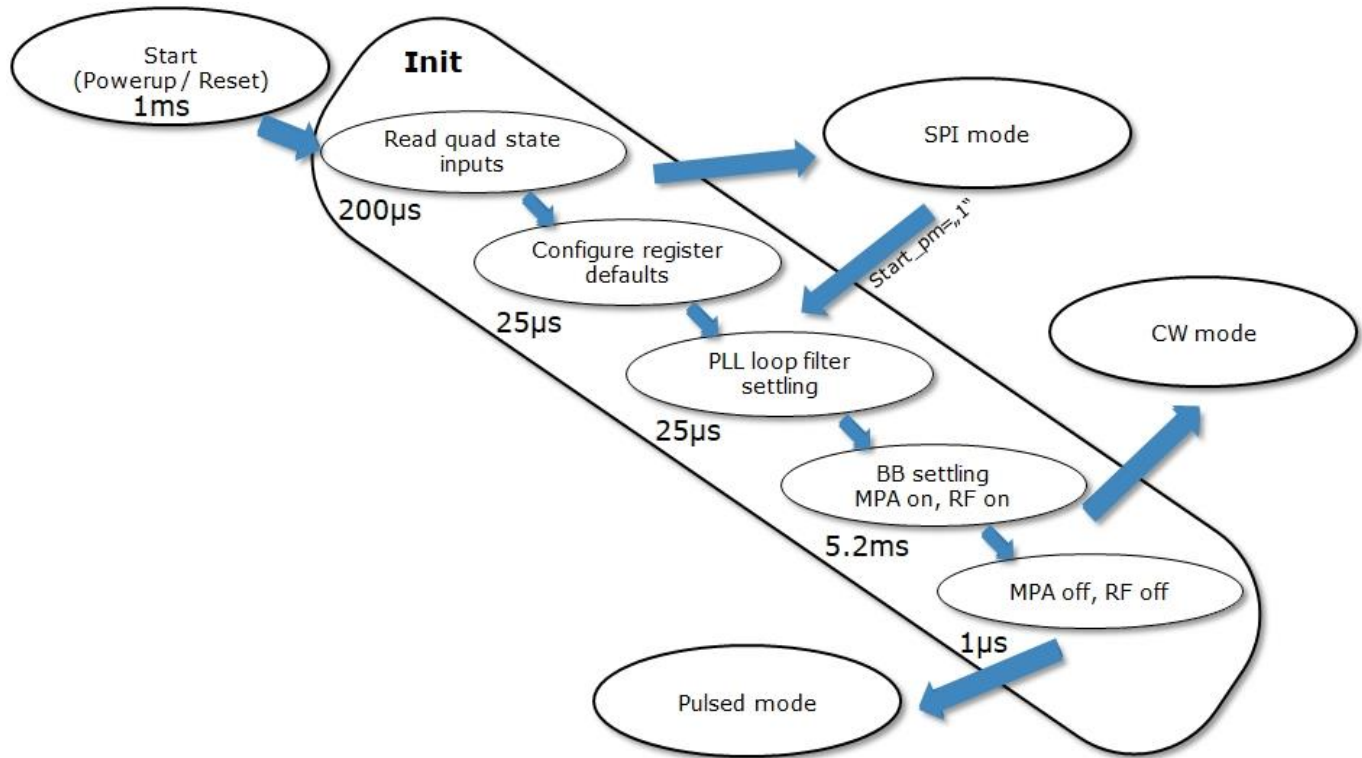 Start
(Powerup / Reset)
1ms
Init
Read quad state
inputs
200µs
SPI mode
Start_pm=„1"
Configure register
defaults
25µs
PLL loop filter
settling
25µs
CW mode
BB settling
MPA on, RF on
5.2ms
MPA off, RF off
1µs
Pulsed mode